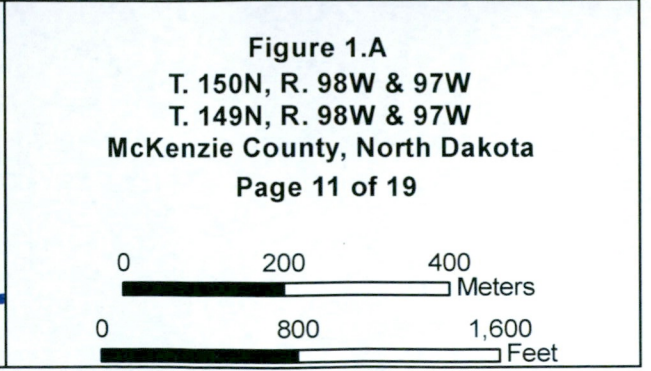 Figure 1.A
T. 150N, R. 98W & 97W
T. 149N, R. 98W & 97W
McKenzie County, North Dakota
Page 11 of 19
0 200 400
Meters
0 800 1,600
Feet